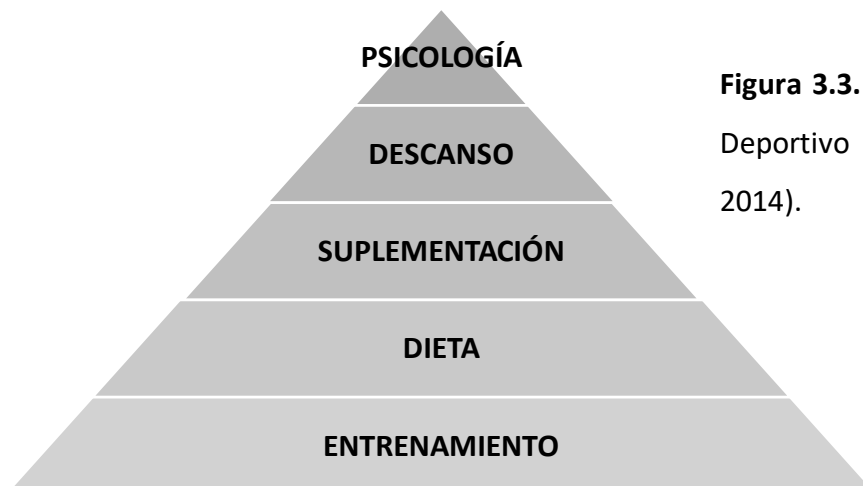 PSICOLOGÍA
DESCANSO
SUPLEMENTACIÓN
DIETA
ENTRENAMIENTO
Figura 3.3.
Deportivo
2014).